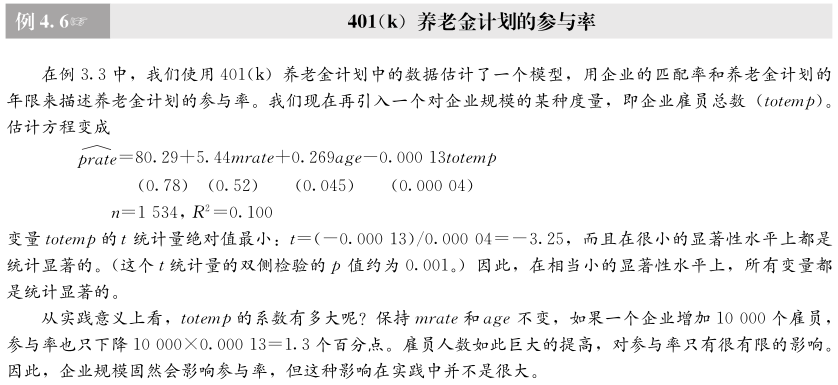 例 4.6 401(k) 养老金计划的参与率
在例 3.3 中，我们使用 401(k) 养老金计划中的数据估计了一个模型，用企业的匹配率和养老金计划的
年限来描述养老金计划的参与率。我们现在再引入一个对企业规模的某种度量，即企业雇员总数（totemp）。
估计方程变成
\widehat{prate}=80.29+5.44mrate+0.269age−0.000 13totemp
(0.78) (0.52) (0.045) (0.000 04)
n=1 534, R²=0.100
变量 totemp 的 t 统计量绝对值最小：t=(−0.000 13)/0.000 04=−3.25，而且在很小的显著性水平上都是
统计显著的。（这个 t 统计量的双侧检验的 p 值约为 0.001。）因此，在相当小的显著性水平上，所有变量都
是统计显著的。
从实践意义上看，totemp 的系数有多大呢？保持 mrate 和 age 不变，如果一个企业增加 10 000 个雇员，
参与率也只下降 10 000×0.000 13=1.3 个百分点。雇员人数如此巨大的提高，对参与率只有很有限的影响。
因此，企业规模固然会影响参与率，但这种影响在实践中并不是很大。